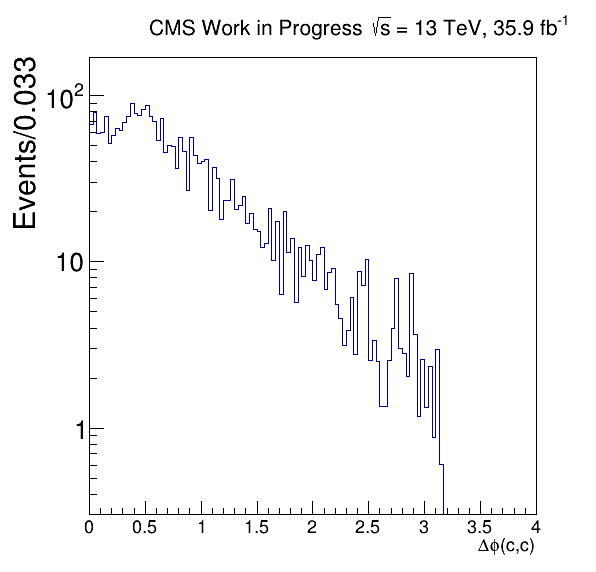 CMS Work in Progress √s = 13 TeV, 35.9 fb⁻¹
Events/0.033
10²
10
1
0 0.5 1 1.5 2 2.5 3 3.5 4
Δϕ(c,c)